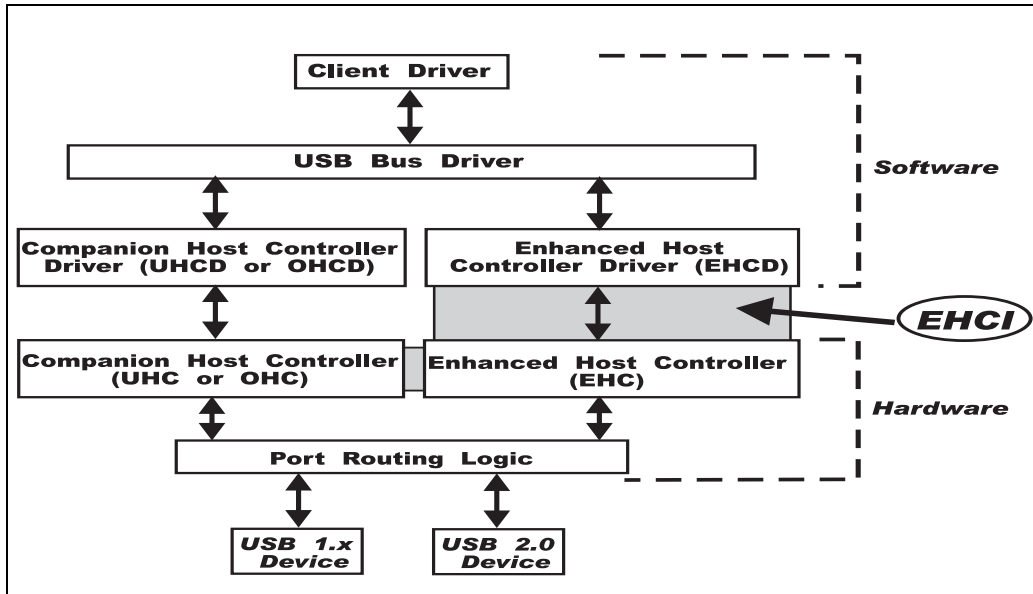 Client Driver
USB Bus Driver
Software
Companion Host Controller
Driver (UHCD or OHCD)
Enhanced Host
Controller Driver (EHCD)
EHCI
Companion Host Controller
(UHC or OHC)
Enhanced Host Controller
(EHC)
Hardware
Port Routing Logic
USB 1.x
Device
USB 2.0
Device